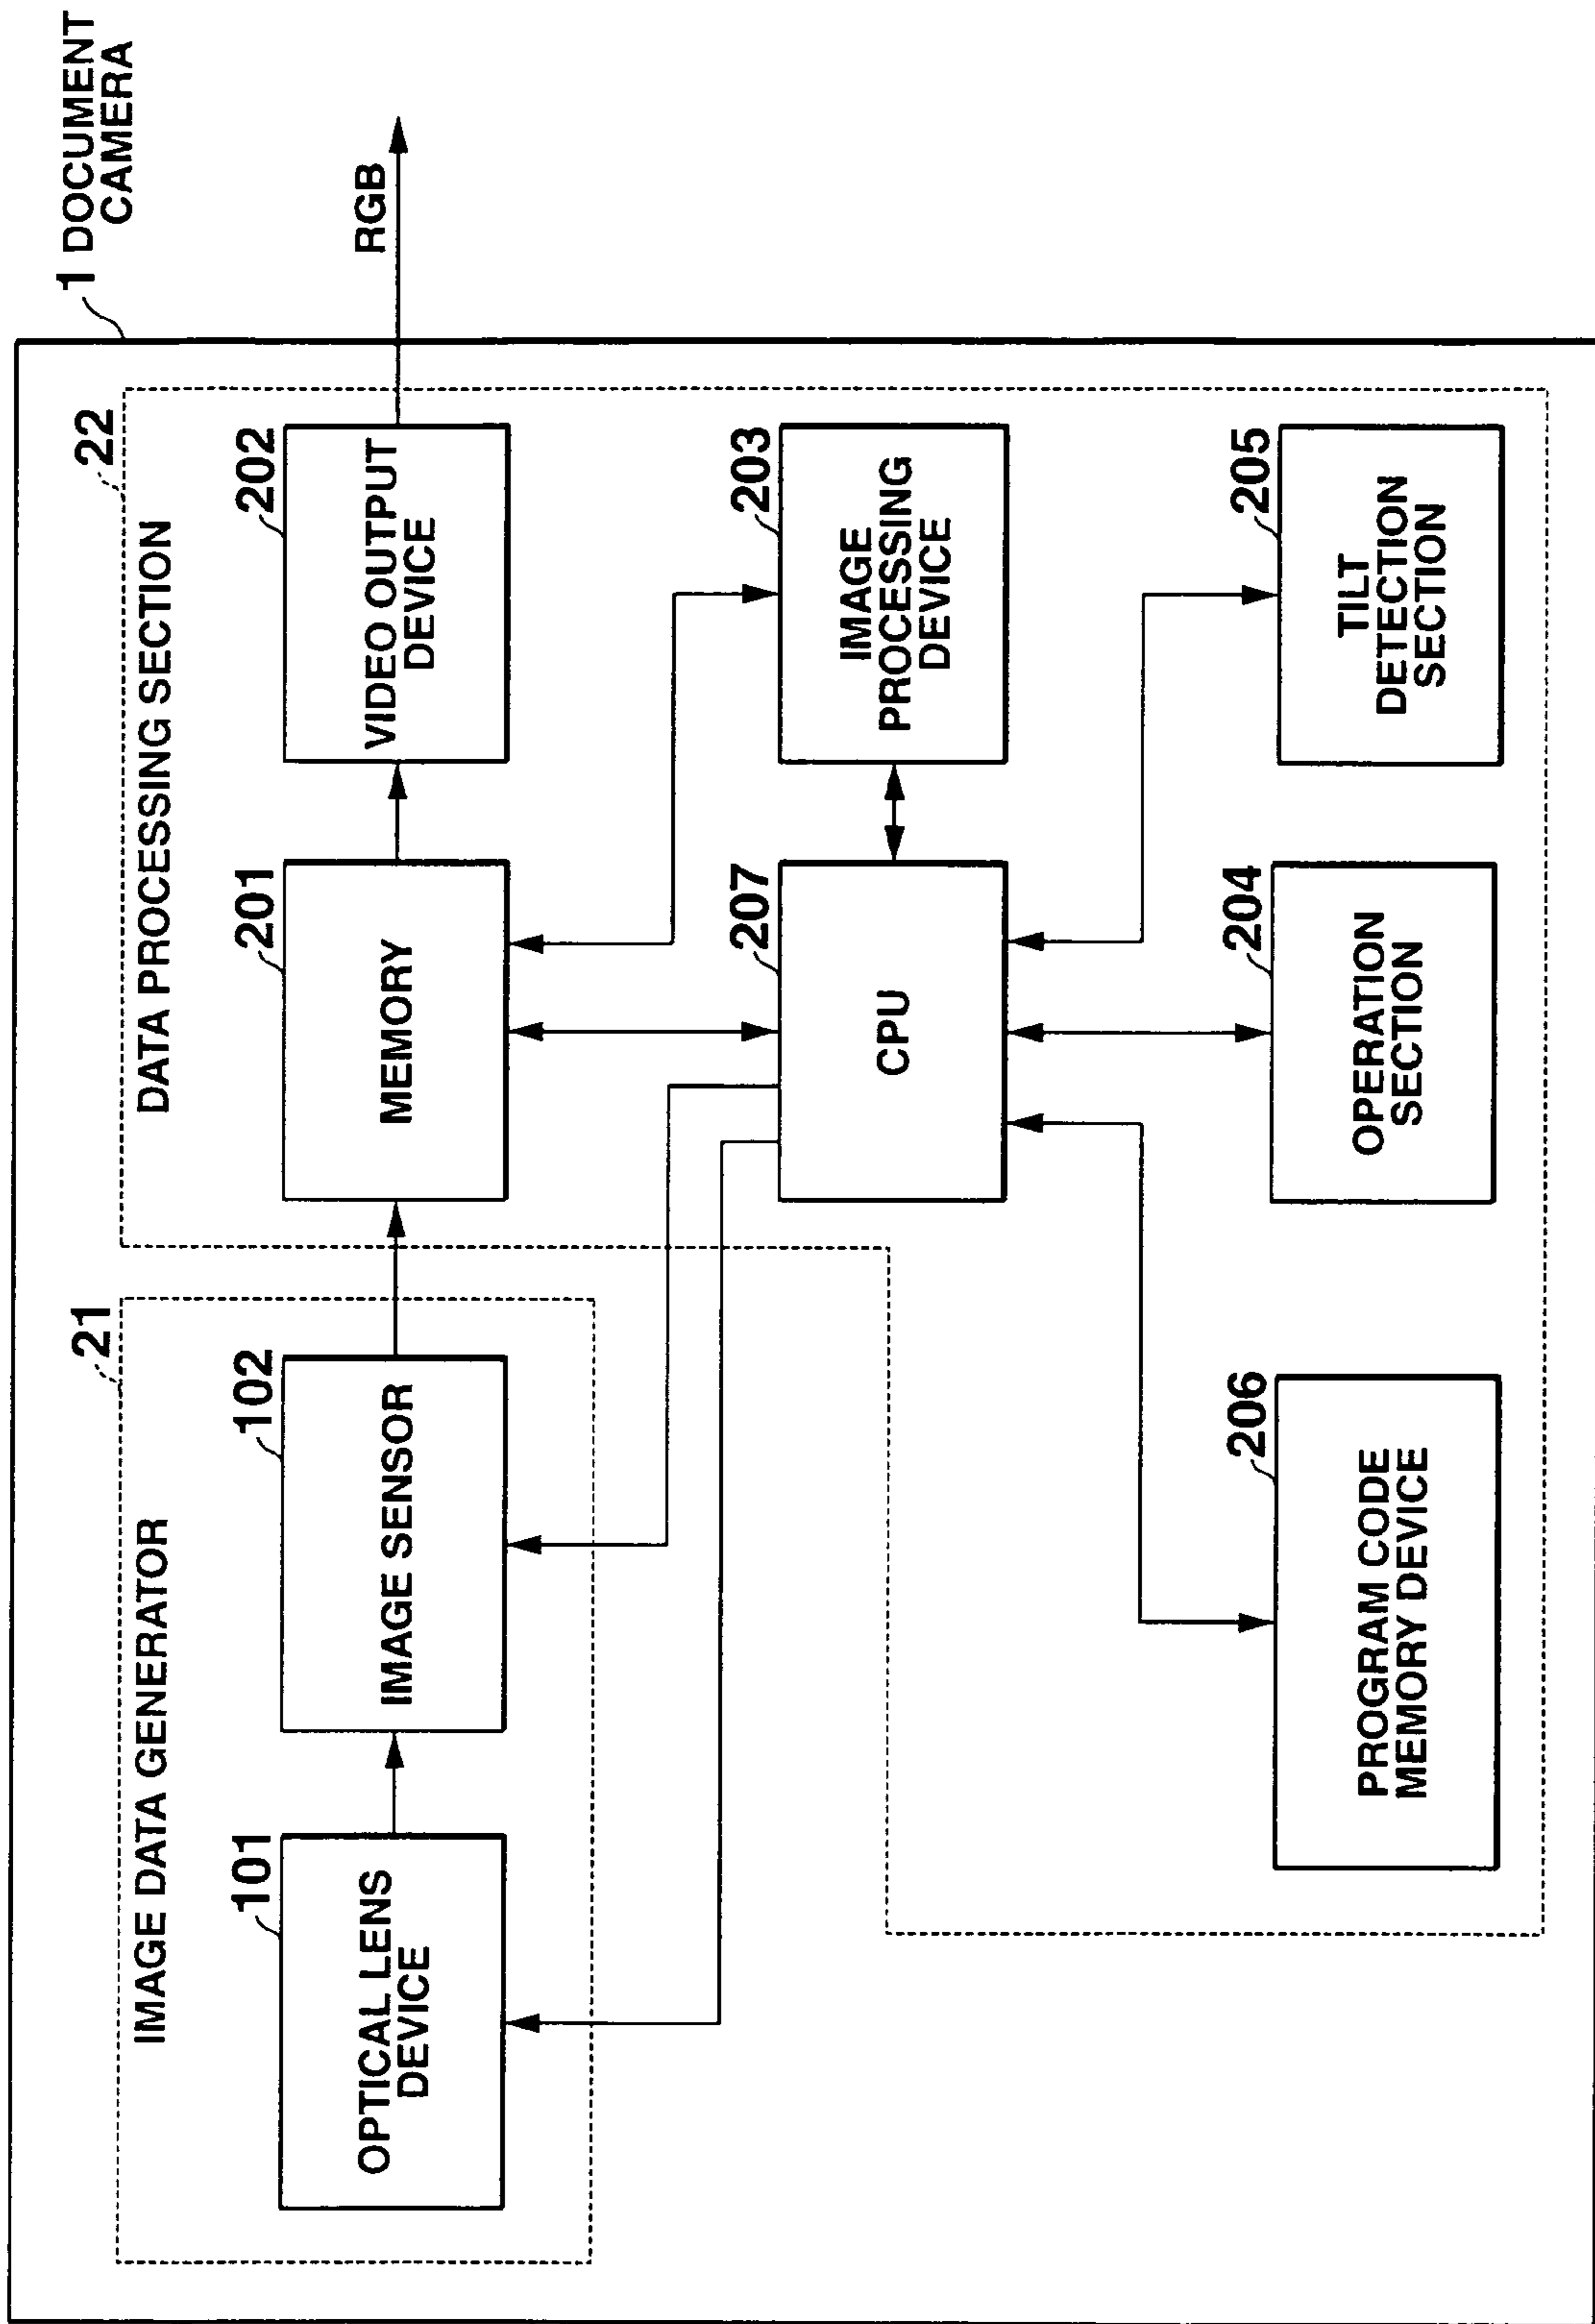 1 DOCUMENT
CAMERA
22
DATA PROCESSING SECTION
21
IMAGE DATA GENERATOR
101
OPTICAL LENS
DEVICE
102
IMAGE SENSOR
201
MEMORY
202
VIDEO OUTPUT
DEVICE
RGB
207
CPU
203
IMAGE
PROCESSING
DEVICE
206
PROGRAM CODE
MEMORY DEVICE
204
OPERATION
SECTION
205
TILT
DETECTION
SECTION